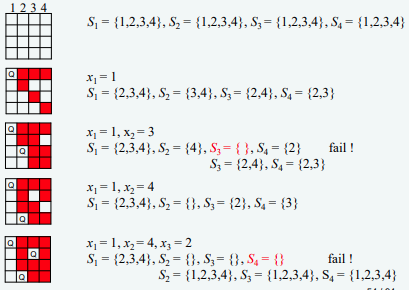 1 2 3 4
S₁ = {1,2,3,4}, S₂ = {1,2,3,4}, S₃ = {1,2,3,4}, S₄ = {1,2,3,4}
Q
x₁ = 1
S₁ = {2,3,4}, S₂ = {3,4}, S₃ = {2,4}, S₄ = {2,3}
Q
x₁ = 1, x₂ = 3
Q
S₁ = {2,3,4}, S₂ = {4}, S₃ = { }, S₄ = {2} fail !
S₃ = {2,4}, S₄ = {2,3}
Q
x₁ = 1, x₂ = 4
S₁ = {2,3,4}, S₂ = {}, S₃ = {2}, S₄ = {3}
Q
Q
x₁ = 1, x₂ = 4, x₃ = 2
Q
S₁ = {2,3,4}, S₂ = {}, S₃ = {}, S₄ = {} fail !
Q
S₂ = {1,2,3,4}, S₃ = {1,2,3,4}, S₄ = {1,2,3,4}